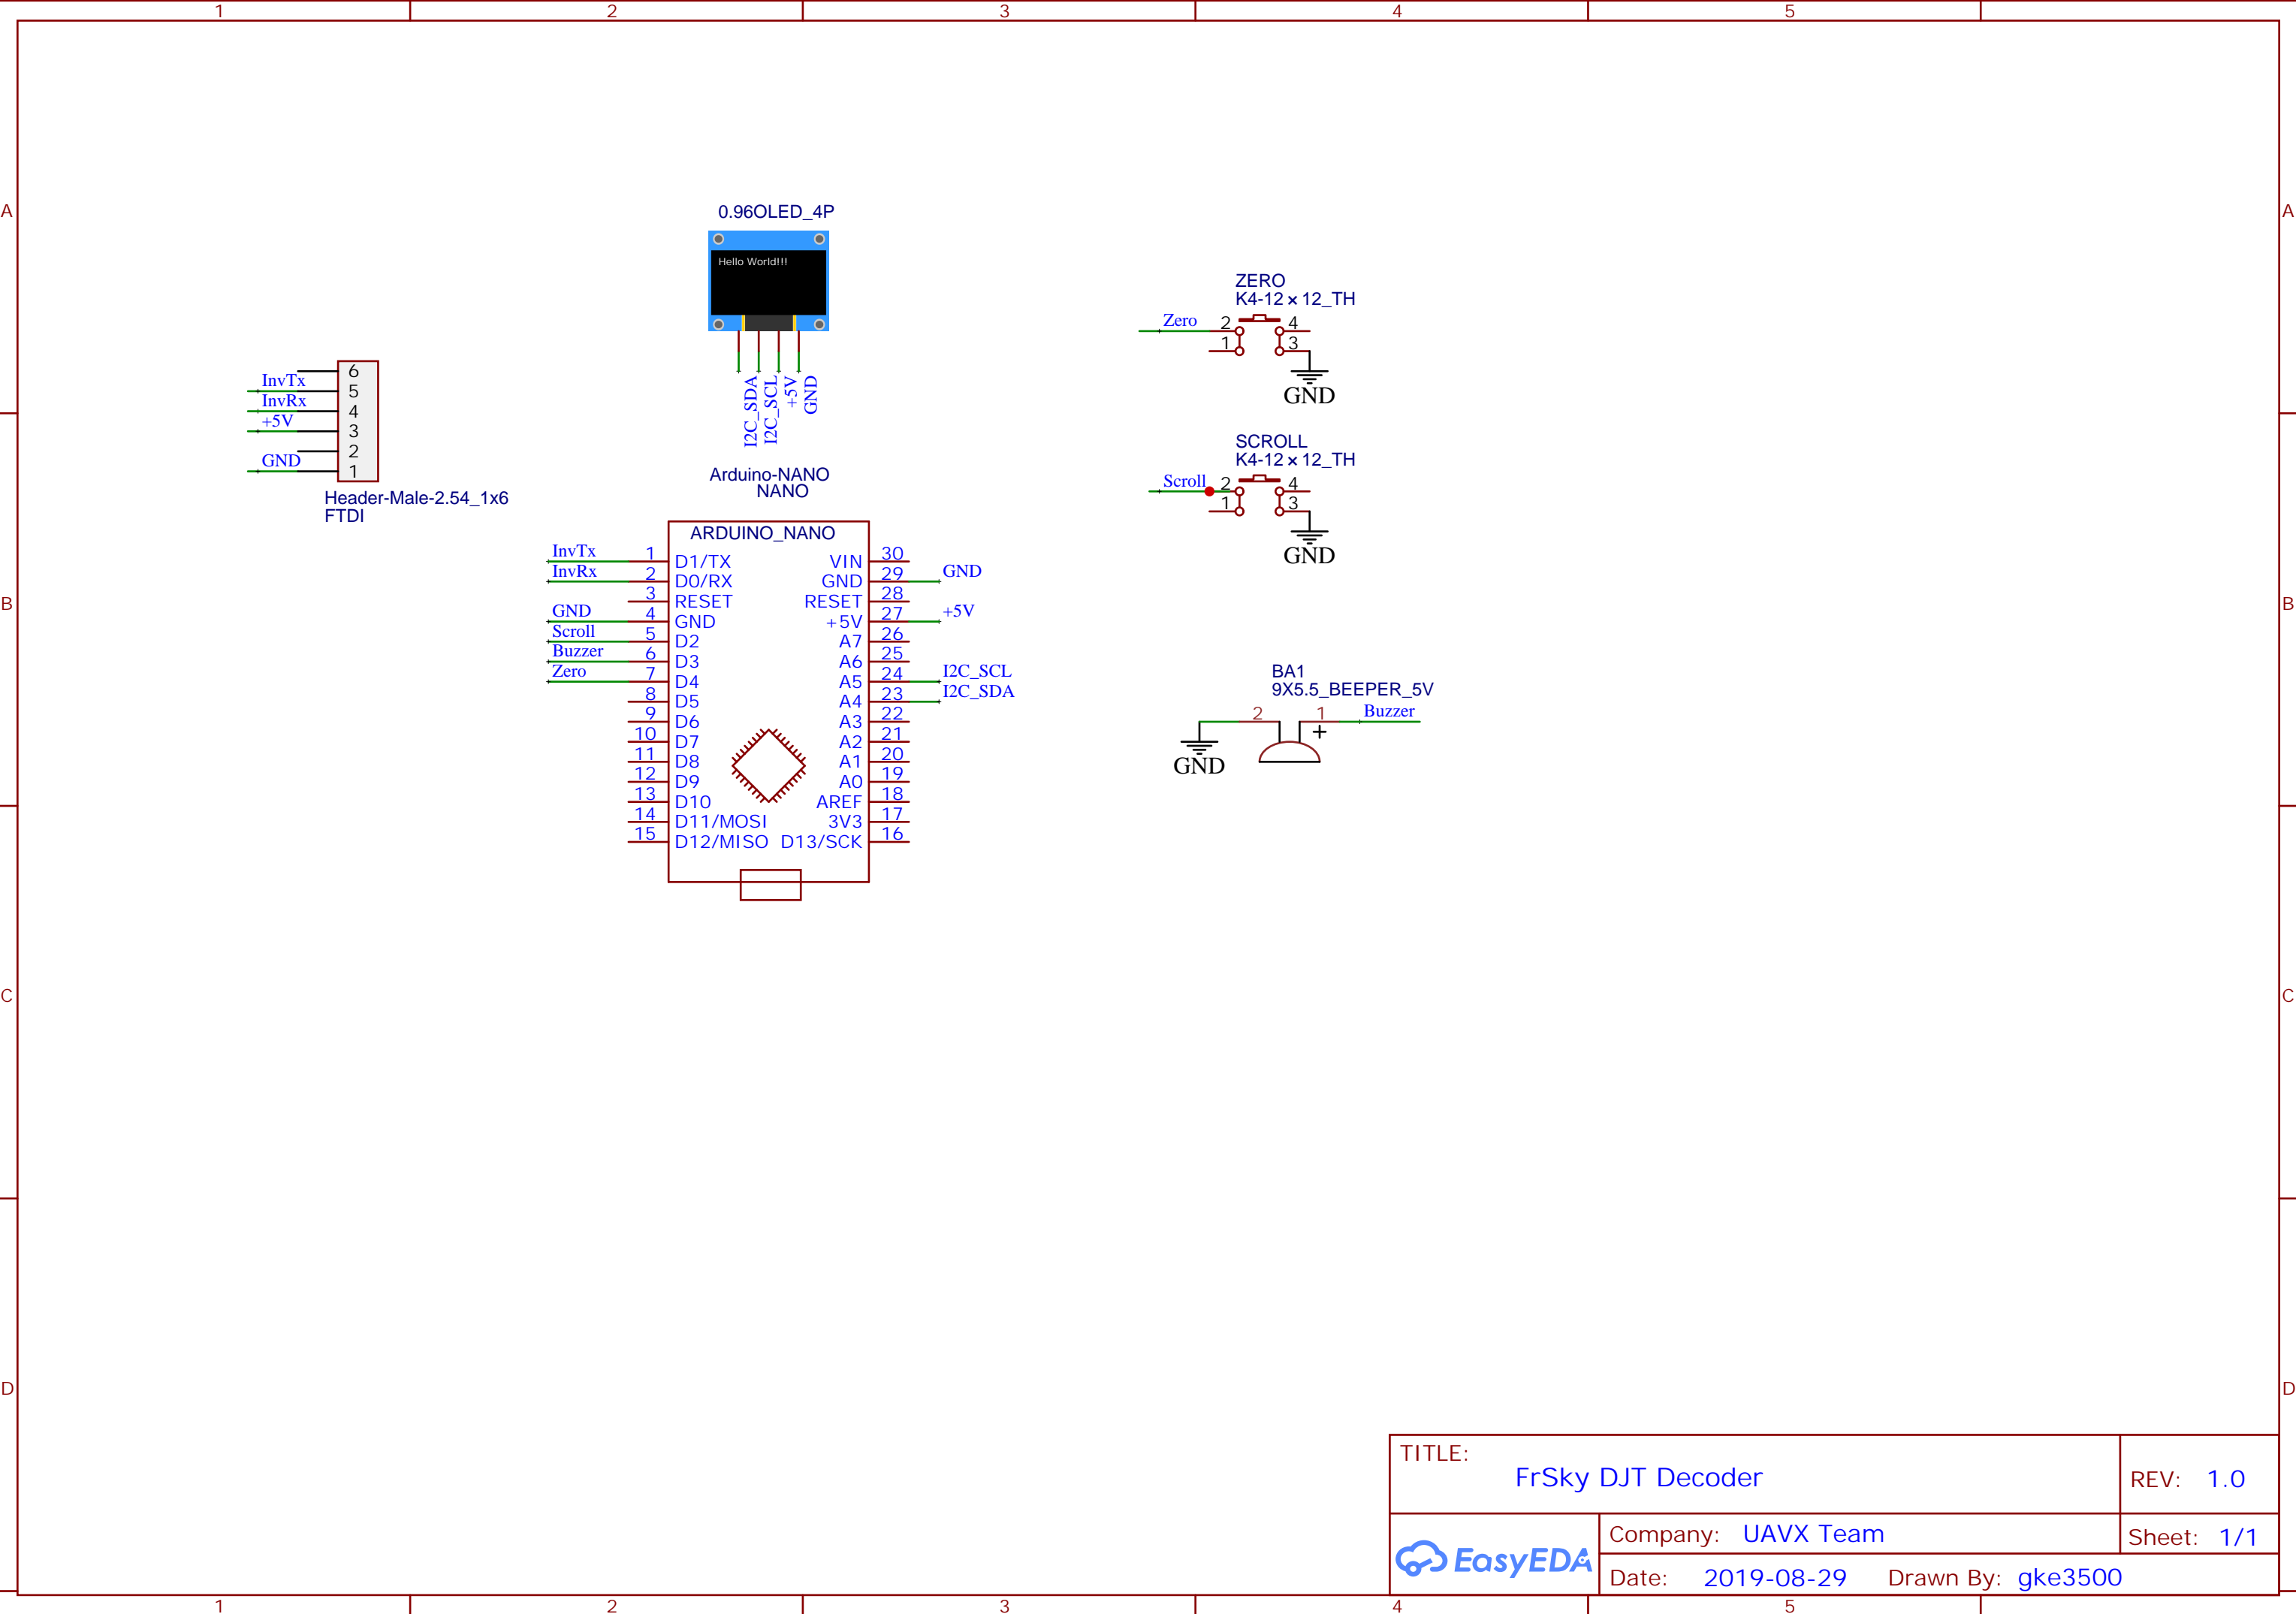 1 2 3 4 5
A A
0.96OLED_4P
Hello World!!!
I2C_SDA
I2C_SCL
+5V
GND
ZERO
K4-12×12_TH
Zero 2 4
1 3
GND
6
InvTx 5
InvRx 4
+5V 3
2
GND 1
Header-Male-2.54_1x6
FTDI
SCROLL
K4-12×12_TH
Scroll 2 4
1 3
GND
Arduino-NANO
NANO
ARDUINO_NANO
InvTx 1 D1/TX VIN 30
InvRx 2 D0/RX GND 29 GND
3 RESET RESET 28
GND 4 GND +5V 27 +5V
Scroll 5 D2 A7 26
Buzzer 6 D3 A6 25
Zero 7 D4 A5 24 I2C_SCL
8 D5 A4 23 I2C_SDA
9 D6 A3 22
10 D7 A2 21
11 D8 A1 20
12 D9 A0 19
13 D10 AREF 18
14 D11/MOSI 3V3 17
15 D12/MISO D13/SCK 16
B B
BA1
9X5.5_BEEPER_5V
2 1 Buzzer
+
GND
C C
D D
TITLE:
FrSky DJT Decoder
REV: 1.0
EasyEDA
Company: UAVX Team
Sheet: 1/1
Date: 2019-08-29 Drawn By: gke3500
1 2 3 4 5